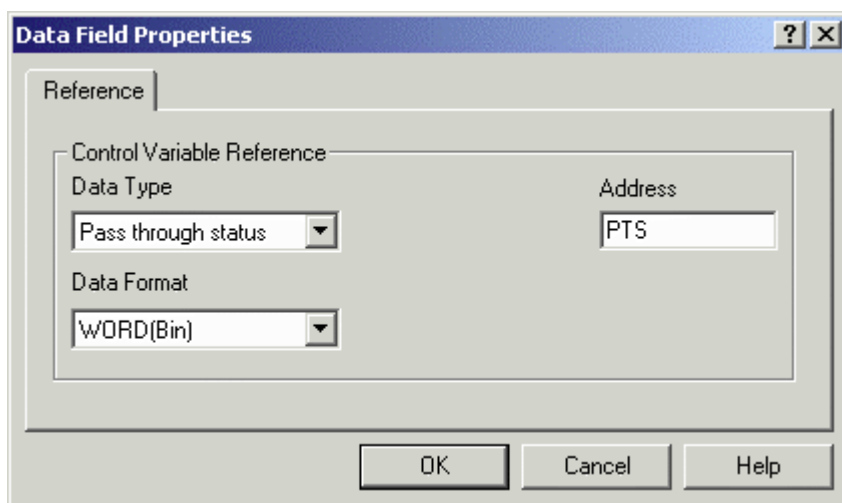 Data Field Properties
Reference
Control Variable Reference
Data Type
Address
Pass through status
PTS
Data Format
WORD(Bin)
OK
Cancel
Help